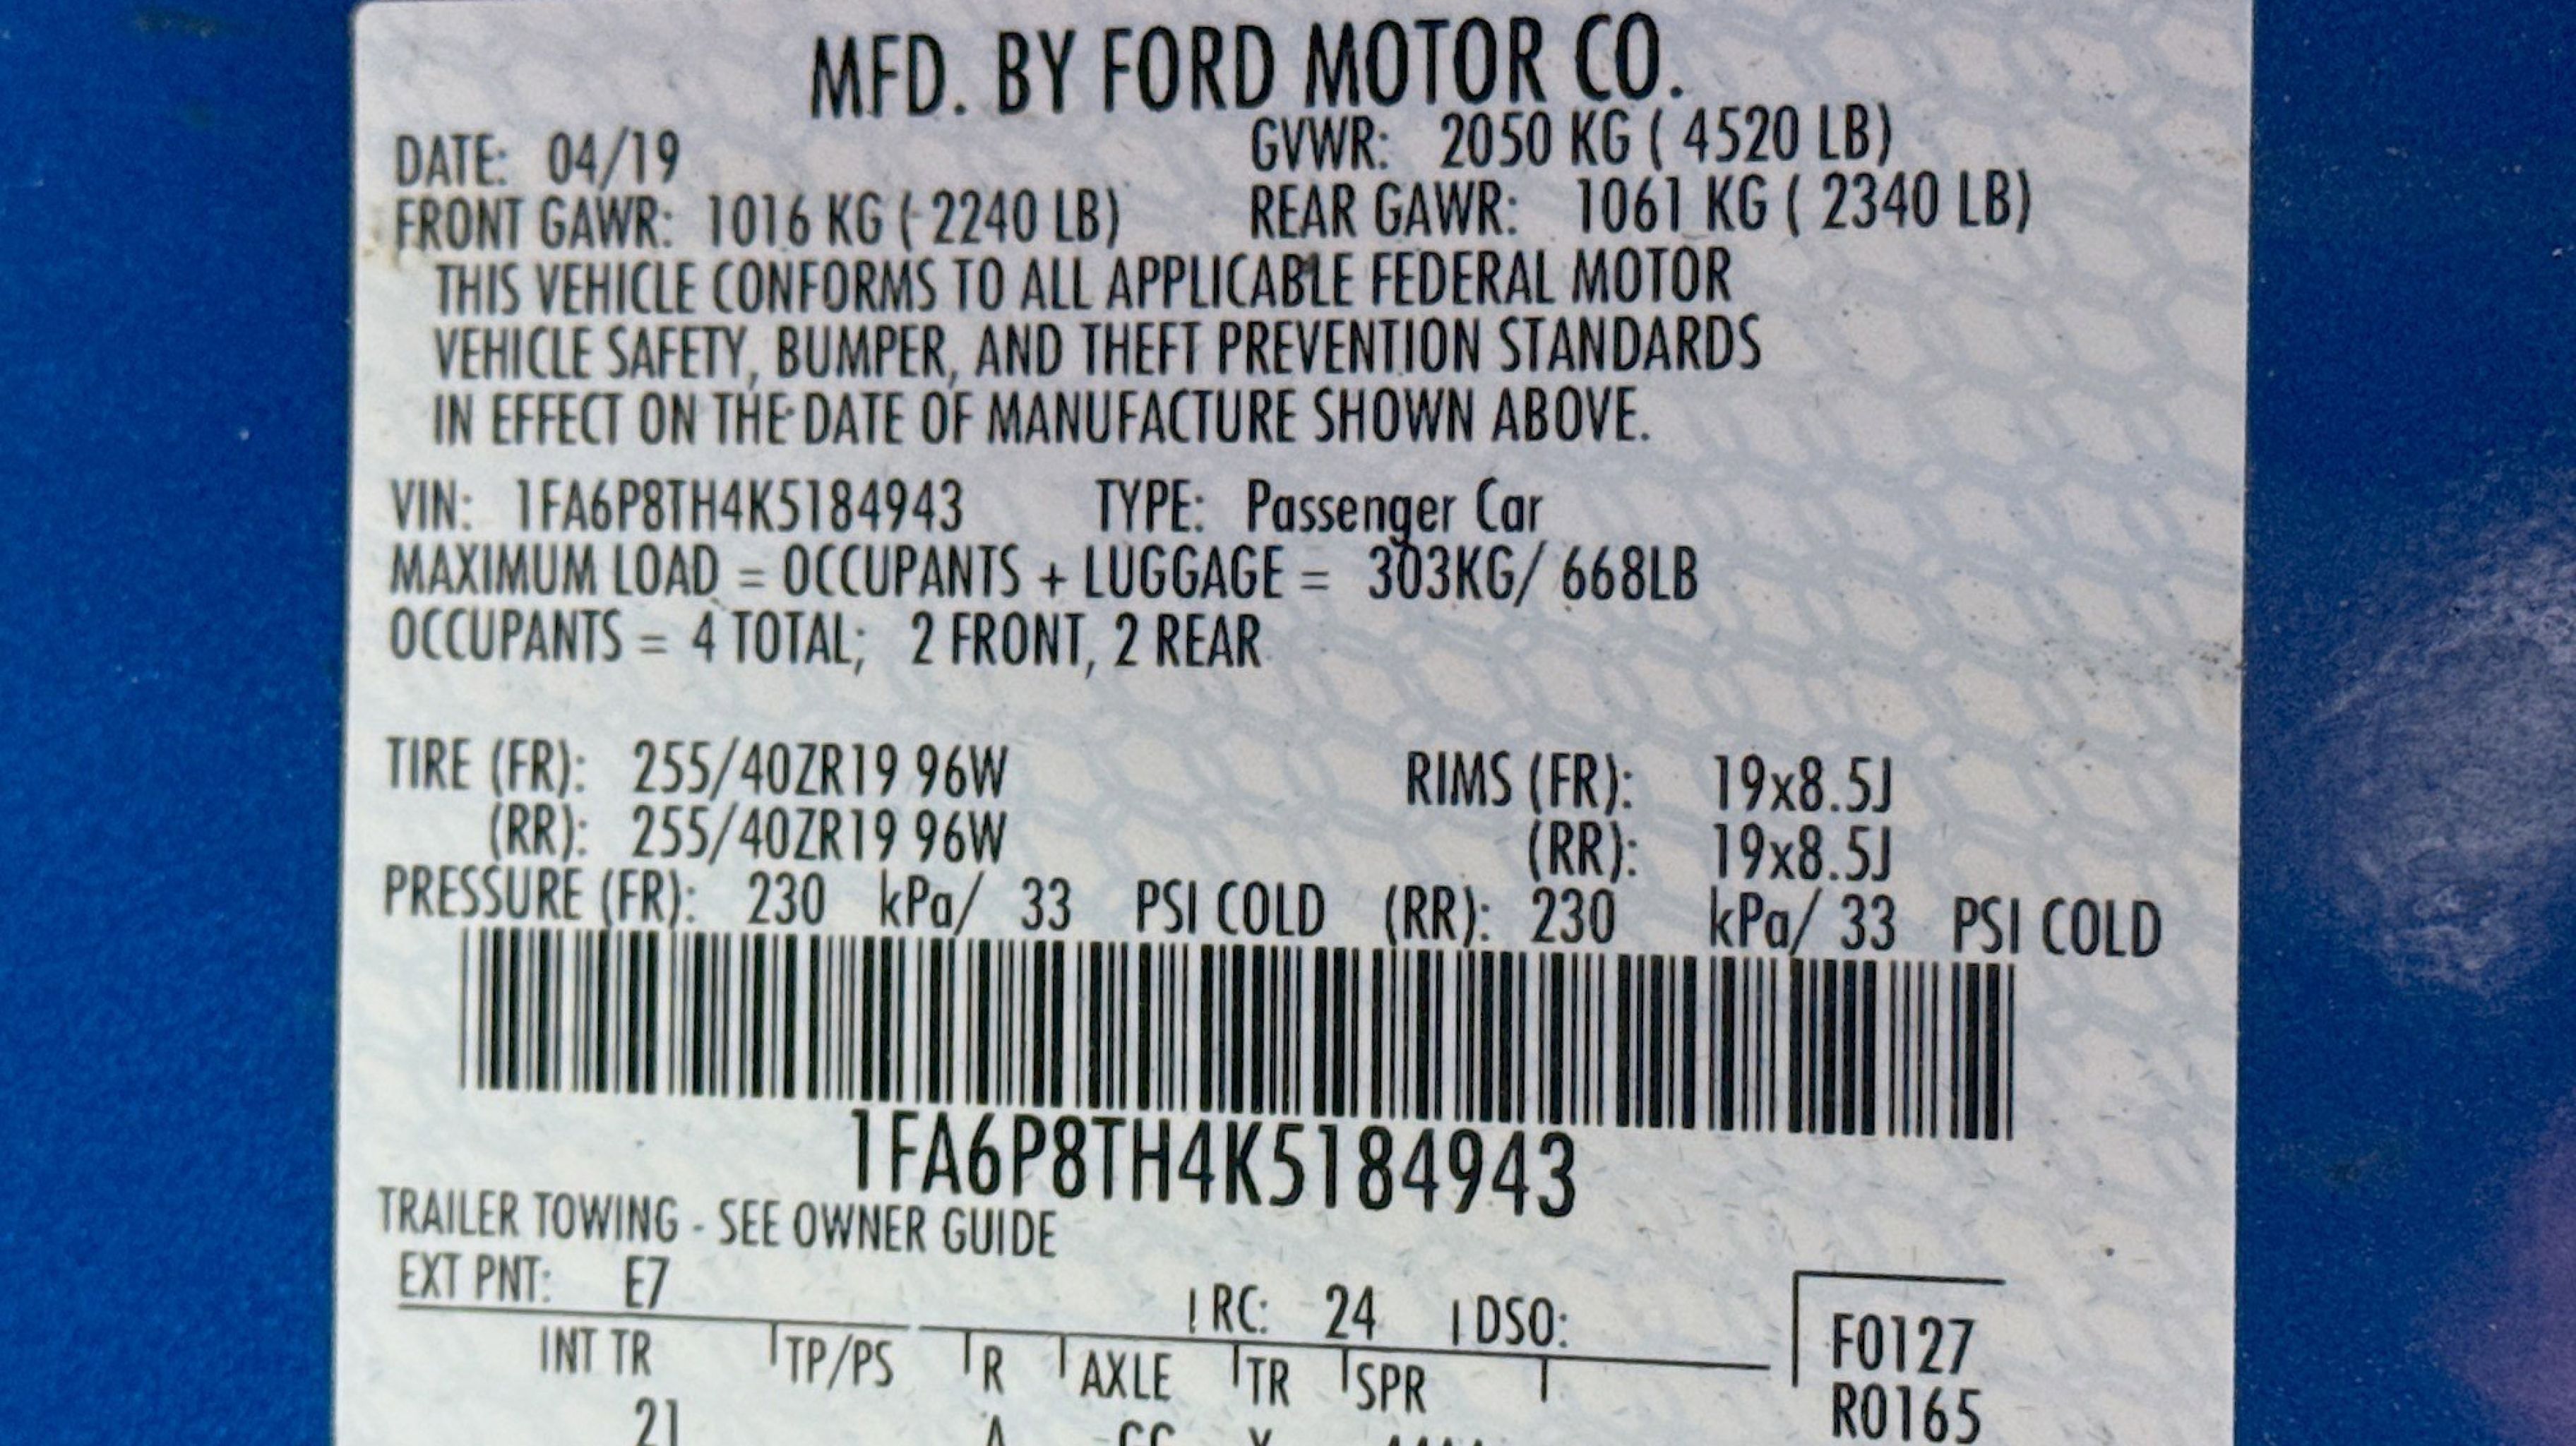 MFD. BY FORD MOTOR CO.
DATE: 04/19 GVWR: 2050 KG ( 4520 LB)
FRONT GAWR: 1016 KG ( 2240 LB) REAR GAWR: 1061 KG ( 2340 LB)
THIS VEHICLE CONFORMS TO ALL APPLICABLE FEDERAL MOTOR
VEHICLE SAFETY, BUMPER, AND THEFT PREVENTION STANDARDS
IN EFFECT ON THE DATE OF MANUFACTURE SHOWN ABOVE.
VIN: 1FA6P8TH4K5184943 TYPE: Passenger Car
MAXIMUM LOAD = OCCUPANTS + LUGGAGE = 303KG/ 668LB
OCCUPANTS = 4 TOTAL; 2 FRONT, 2 REAR
TIRE (FR): 255/40ZR19 96W RIMS (FR): 19x8.5J
(RR): 255/40ZR19 96W (RR): 19x8.5J
PRESSURE (FR): 230 kPa/ 33 PSI COLD (RR): 230 kPa/ 33 PSI COLD
1FA6P8TH4K5184943
TRAILER TOWING - SEE OWNER GUIDE
EXT PNT: E7 RC: 24 DSO:
INT TR TP/PS R AXLE TR SPR
F0127
R0165
21